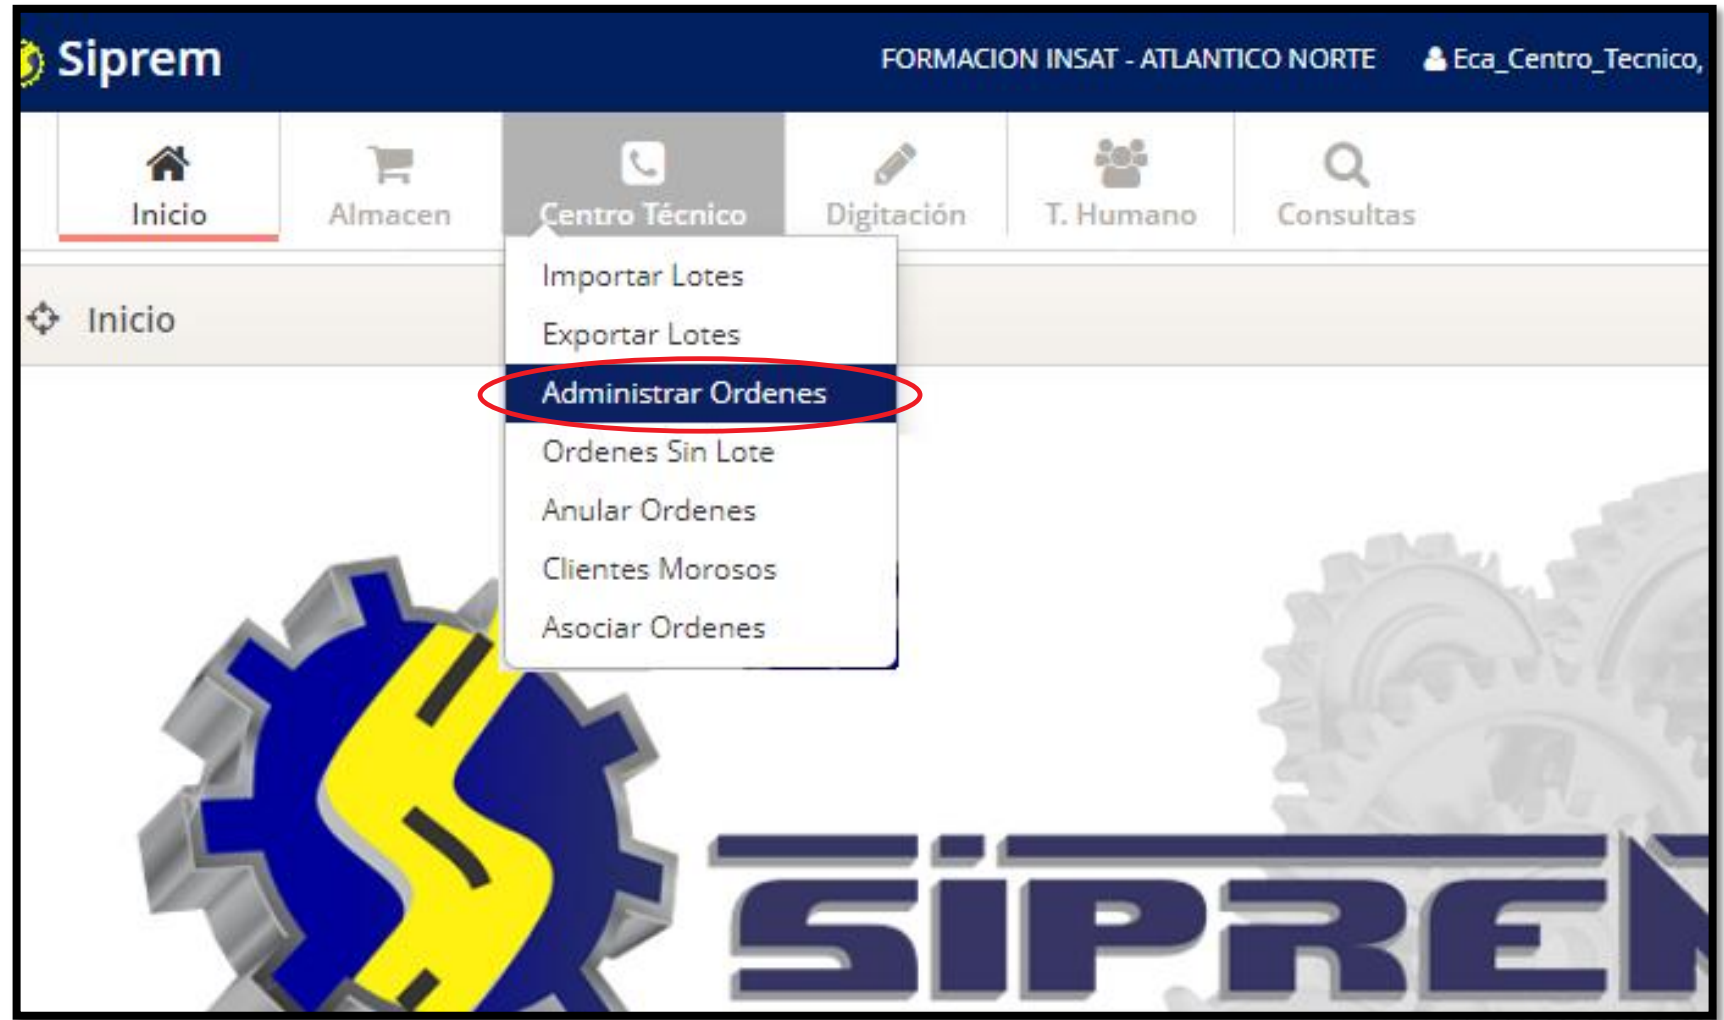 Siprem
FORMACION INSAT - ATLANTICO NORTE
Eca_Centro_Tecnico,
Inicio
Almacen
Centro Técnico
Digitación
T. Humano
Consultas
Inicio
Importar Lotes
Exportar Lotes
Administrar Ordenes
Ordenes Sin Lote
Anular Ordenes
Clientes Morosos
Asociar Ordenes
SiPREM